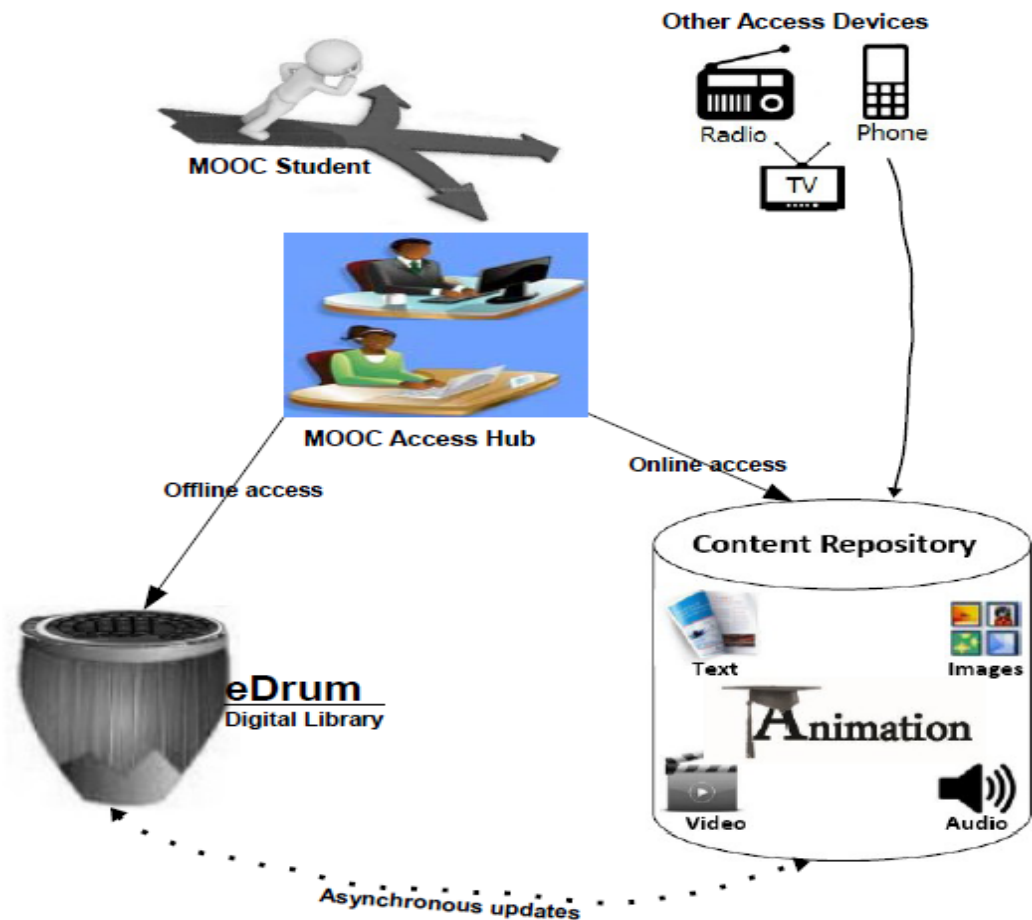 Other Access Devices
Radio
Phone
TV
MOOC Student
MOOC Access Hub
Offline access
Online access
Content Repository
Text
Images
Animation
Video
Audio
eDrum
Digital Library
Asynchronous updates